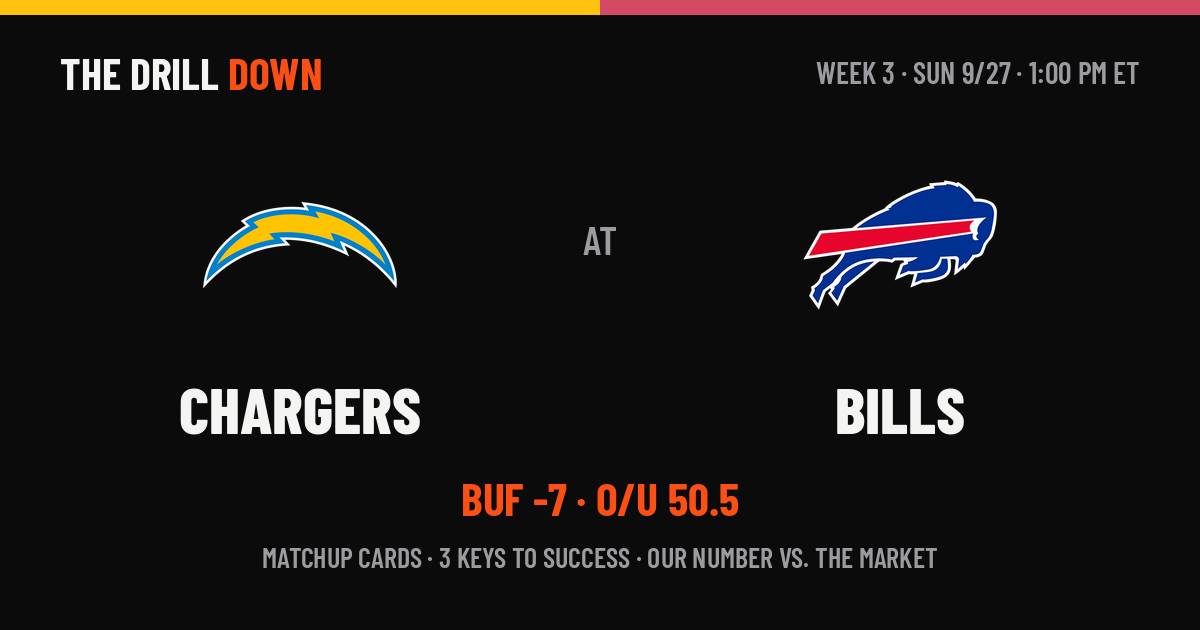 THE DRILL DOWN
WEEK 3 · SUN 9/27 · 1:00 PM ET
AT
CHARGERS
BILLS
BUF -7 · O/U 50.5
MATCHUP CARDS · 3 KEYS TO SUCCESS · OUR NUMBER VS. THE MARKET